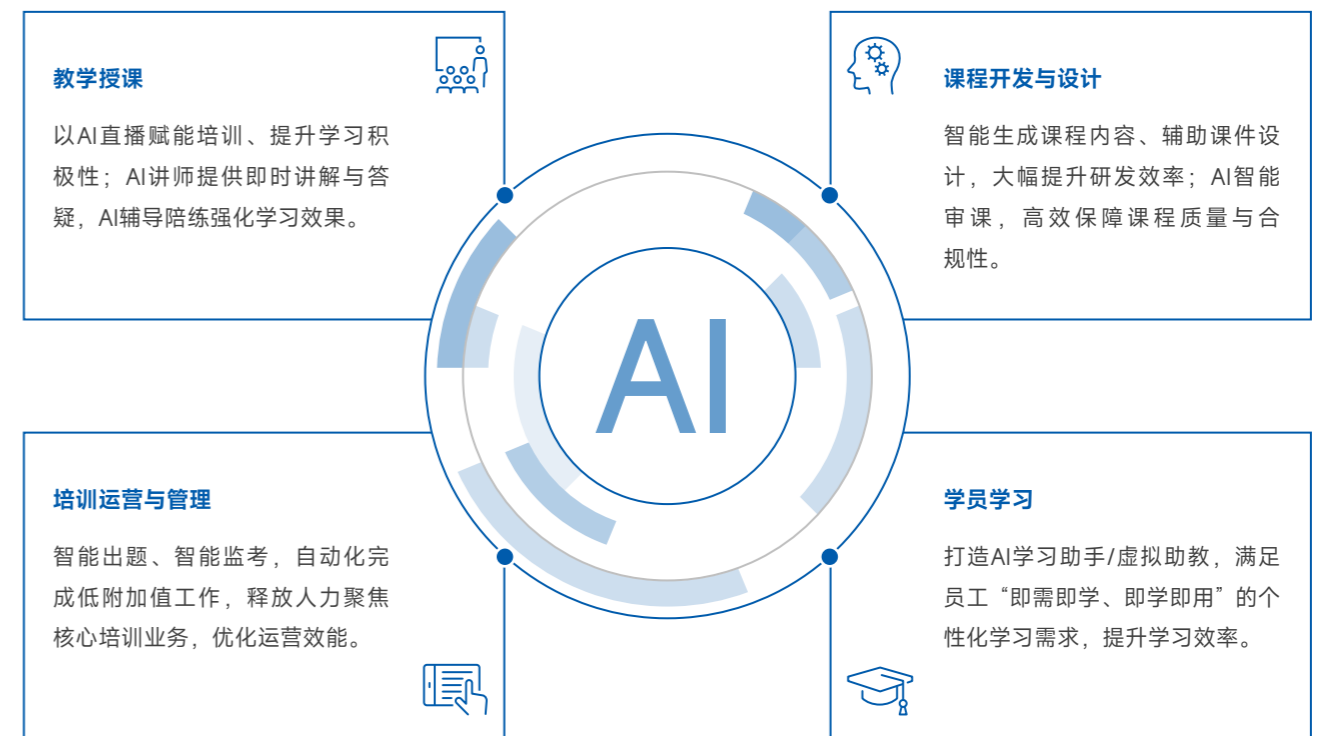 教学授课
以AI直播赋能培训、提升学习积
极性；AI讲师提供即时讲解与答
疑，AI辅导陪练强化学习效果。
课程开发与设计
智能生成课程内容、辅助课件设
计，大幅提升研发效率；AI智能
审课，高效保障课程质量与合
规性。
AI
培训运营与管理
智能出题、智能监考，自动化完
成低附加值工作，释放人力聚焦
核心培训业务，优化运营效能。
学员学习
打造AI学习助手/虚拟助教，满足
员工“即需即学、即学即用”的个
性化学习需求，提升学习效率。